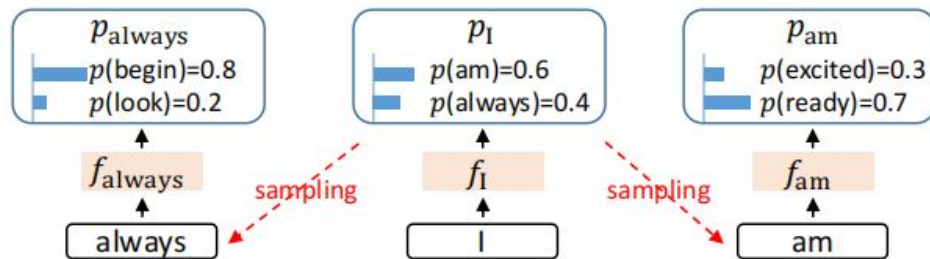 p_always
p(begin)=0.8
p(look)=0.2
f_always
always
p_I
p(am)=0.6
p(always)=0.4
sampling
f_I
sampling
I
p_am
p(excited)=0.3
p(ready)=0.7
f_am
am